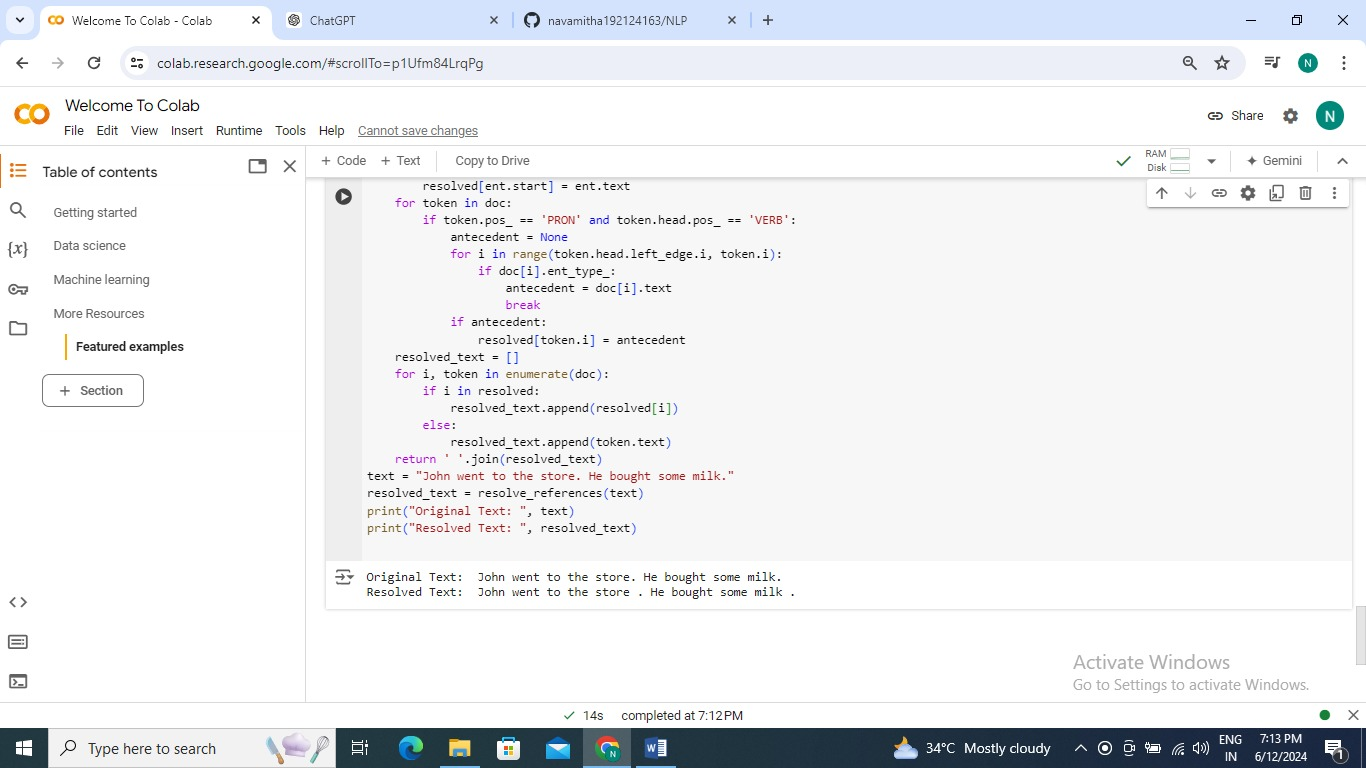 Welcome To Colab - Colab
ChatGPT
navamitha192124163/NLP
colab.research.google.com/#scrollTo=p1Ufm84LrqPg
N
Welcome To Colab
Share
N
File Edit View Insert Runtime Tools Help Cannot save changes
+ Code + Text Copy to Drive
RAM
Disk
Gemini
Table of contents
Getting started
Data science
Machine learning
More Resources
Featured examples
+ Section
{x}
resolved[ent.start] = ent.text
for token in doc:
if token.pos_ == 'PRON' and token.head.pos_ == 'VERB':
antecedent = None
for i in range(token.head.left_edge.i, token.i):
if doc[i].ent_type_:
antecedent = doc[i].text
break
if antecedent:
resolved[token.i] = antecedent
resolved_text = []
for i, token in enumerate(doc):
if i in resolved:
resolved_text.append(resolved[i])
else:
resolved_text.append(token.text)
return ' '.join(resolved_text)
text = "John went to the store. He bought some milk."
resolved_text = resolve_references(text)
print("Original Text: ", text)
print("Resolved Text: ", resolved_text)
Original Text:  John went to the store. He bought some milk.
Resolved Text:  John went to the store . He bought some milk .
Activate Windows
Go to Settings to activate Windows.
14s completed at 7:12 PM
Type here to search
34°C Mostly cloudy
ENG
IN
7:13 PM
6/12/2024
1